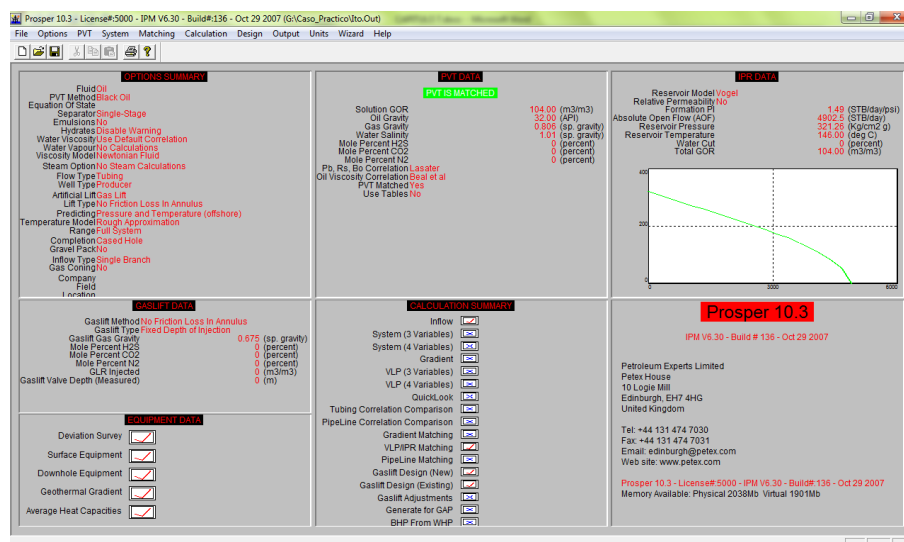 Prosper 10.3 - License#:5000 - IPM V6.30 - Build#:136 - Oct 29 2007 (G:\Caso_Practico\Ito.Out)
File Options PVT System Matching Calculation Design Output Units Wizard Help
OPTIONS SUMMARY
Fluid Oil
PVT Method Black Oil
Equation Of State
Separator Single-Stage
Emulsions No
Hydrates Disable Warning
Water Viscosity Use Default Correlation
Water Vapour No Calculations
Viscosity Model Newtonian Fluid
Steam Option No Steam Calculations
Flow Type Tubing
Well Type Producer
Artificial Lift Gas Lift
Lift Type No Friction Loss In Annulus
Predicting Pressure and Temperature (offshore)
Temperature Model Rough Approximation
Range Full System
Completion Cased Hole
Gravel Pack No
Inflow Type Single Branch
Gas Coning No
Company
Field
Location
PVT DATA
PVT IS MATCHED
Solution GOR 104.00 (m3/m3)
Oil Gravity 32.00 (API)
Gas Gravity 0.806 (sp. gravity)
Water Salinity 1.01 (sp. gravity)
Mole Percent H2S 0 (percent)
Mole Percent CO2 0 (percent)
Mole Percent N2 0 (percent)
Pb, Rs, Bo Correlation Lasater
Oil Viscosity Correlation Beal et al
PVT Matched Yes
Use Tables No
IPR DATA
Reservoir Model Vogel
Relative Permeability No
Formation PI 1.49 (STB/day/psi)
Absolute Open Flow (AOF) 4902.5 (STB/day)
Reservoir Pressure 321.26 (Kg/cm2 g)
Reservoir Temperature 146.00 (deg C)
Water Cut 0 (percent)
Total GOR 104.00 (m3/m3)
400
200
0
0 3000 6000
GASLIFT DATA
Gaslift Method No Friction Loss In Annulus
Gaslift Type Fixed Depth of Injection
Gaslift Gas Gravity 0.675 (sp. gravity)
Mole Percent H2S 0 (percent)
Mole Percent CO2 0 (percent)
Mole Percent N2 0 (percent)
GLR Injected 0 (m3/m3)
Gaslift Valve Depth (Measured) 0 (m)
EQUIPMENT DATA
Deviation Survey
Surface Equipment
Downhole Equipment
Geothermal Gradient
Average Heat Capacities
CALCULATION SUMMARY
Inflow
System (3 Variables)
System (4 Variables)
Gradient
VLP (3 Variables)
VLP (4 Variables)
QuickLook
Tubing Correlation Comparison
PipeLine Correlation Comparison
Gradient Matching
VLP/IPR Matching
PipeLine Matching
Gaslift Design (New)
Gaslift Design (Existing)
Gaslift Adjustments
Generate for GAP
BHP From WHP
Prosper 10.3
IPM V6.30 - Build # 136 - Oct 29 2007
Petroleum Experts Limited
Petex House
10 Logie Mill
Edinburgh, EH7 4HG
United Kingdom
Tel: +44 131 474 7030
Fax: +44 131 474 7031
Email: edinburgh@petex.com
Web site: www.petex.com
Prosper 10.3 - License#:5000 - IPM V6.30 - Build#:136 - Oct 29 2007
Memory Available: Physical 2038Mb Virtual 1901Mb